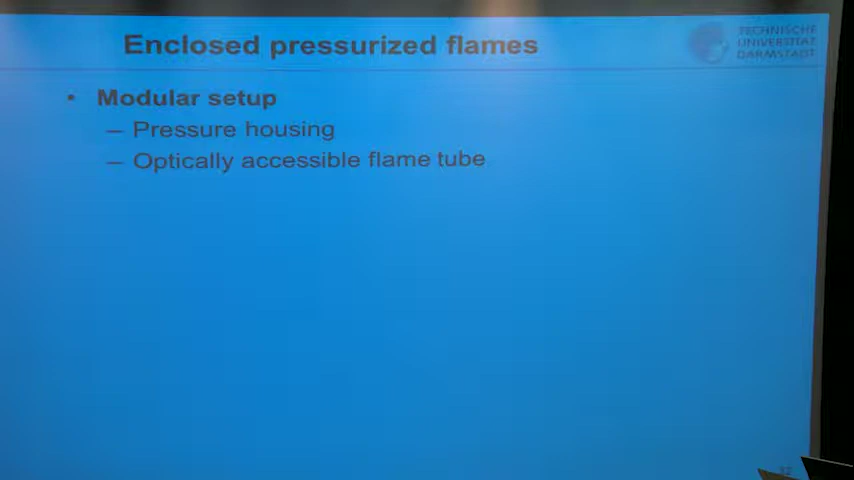 Enclosed pressurized flames
TECHNISCHE
UNIVERSITÄT
DARMSTADT
• Modular setup
– Pressure housing
– Optically accessible flame tube